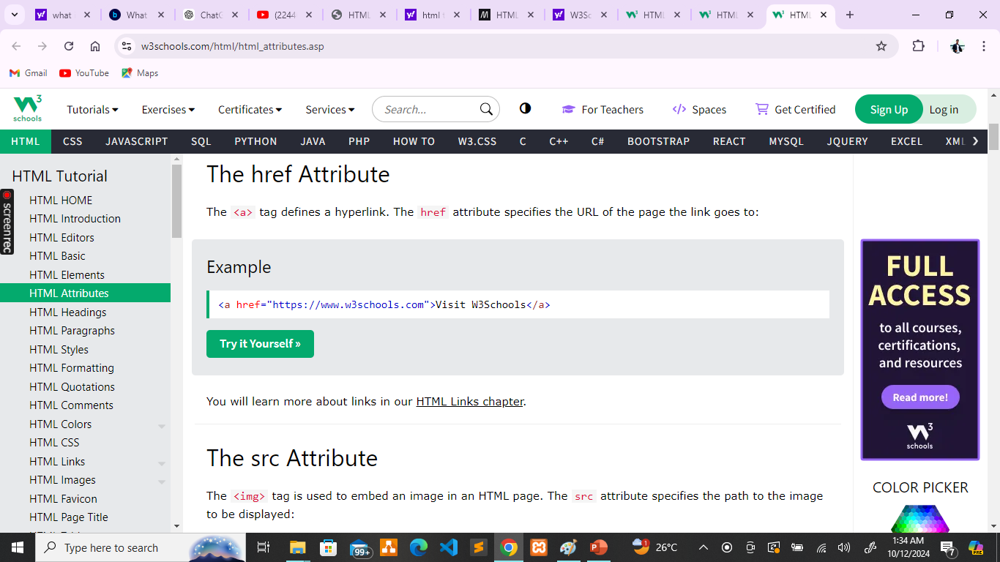 what
What
ChatG
(2244
HTML
html t
HTML
W3Sc
HTML
HTML
HTML
w3schools.com/html/html_attributes.asp
Gmail
YouTube
Maps
3
schools
Tutorials
Exercises
Certificates
Services
Search...
For Teachers
Spaces
Get Certified
Sign Up
Log in
HTML CSS JAVASCRIPT SQL PYTHON JAVA PHP HOW TO W3.CSS C C++ C# BOOTSTRAP REACT MYSQL JQUERY EXCEL XML
HTML Tutorial
HTML HOME
HTML Introduction
HTML Editors
HTML Basic
HTML Elements
HTML Attributes
HTML Headings
HTML Paragraphs
HTML Styles
HTML Formatting
HTML Quotations
HTML Comments
HTML Colors
HTML CSS
HTML Links
HTML Images
HTML Favicon
HTML Page Title
screenrec
The href Attribute
The <a> tag defines a hyperlink. The href attribute specifies the URL of the page the link goes to:
Example
<a href="https://www.w3schools.com">Visit W3Schools</a>
Try it Yourself »
You will learn more about links in our HTML Links chapter.
The src Attribute
The <img> tag is used to embed an image in an HTML page. The src attribute specifies the path to the image
to be displayed:
FULL
ACCESS
to all courses,
certifications,
and resources
Read more!
3
schools
COLOR PICKER
Type here to search
99+
26°C
1:34 AM
10/12/2024
7
PRE